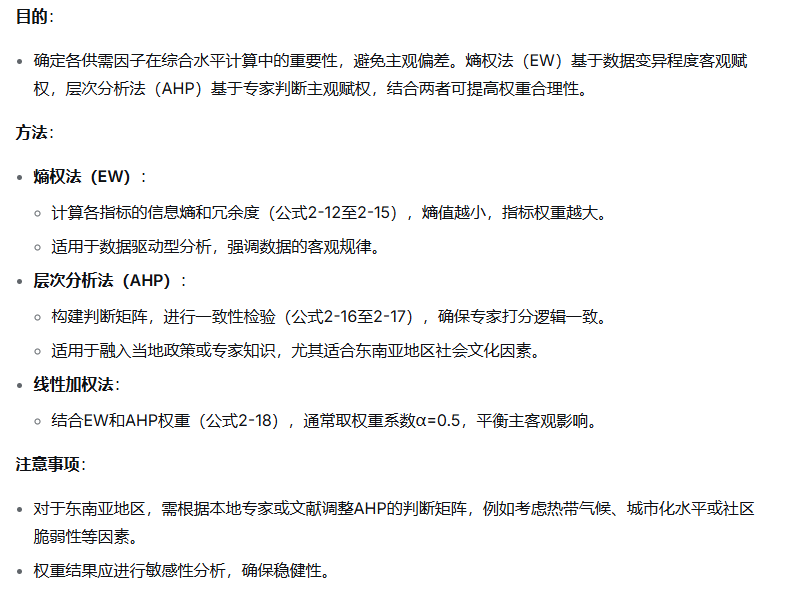 目的：
• 确定各供需因子在综合水平计算中的重要性，避免主观偏差。熵权法（EW）基于数据变异程度客观赋
权，层次分析法（AHP）基于专家判断主观赋权，结合两者可提高权重合理性。
方法：
• 熵权法（EW）：
○ 计算各指标的信息熵和冗余度（公式2-12至2-15），熵值越小，指标权重越大。
○ 适用于数据驱动型分析，强调数据的客观规律。
• 层次分析法（AHP）：
○ 构建判断矩阵，进行一致性检验（公式2-16至2-17），确保专家打分逻辑一致。
○ 适用于融入当地政策或专家知识，尤其适合东南亚地区社会文化因素。
• 线性加权法：
○ 结合EW和AHP权重（公式2-18），通常取权重系数α=0.5，平衡主客观影响。
注意事项：
• 对于东南亚地区，需根据本地专家或文献调整AHP的判断矩阵，例如考虑热带气候、城市化水平或社区
脆弱性等因素。
• 权重结果应进行敏感性分析，确保稳健性。